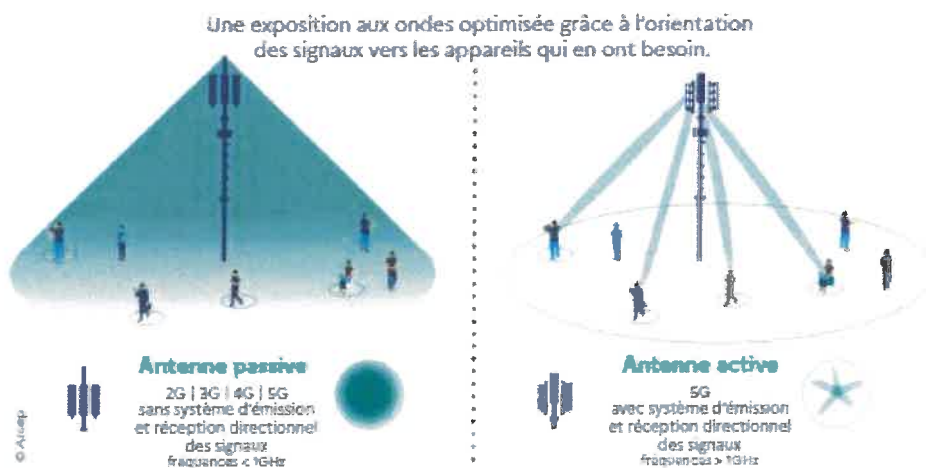 Une exposition aux ondes optimisée grâce à l'orientation
des signaux vers les appareils qui en ont besoin.
Antenne passive
2G | 3G | 4G | 5G
sans système d'émission
et réception directionnel
des signaux
fréquences < 1GHz
Antenne active
5G
avec système d'émission
et réception directionnel
des signaux
fréquences > 1GHz
© Arcep